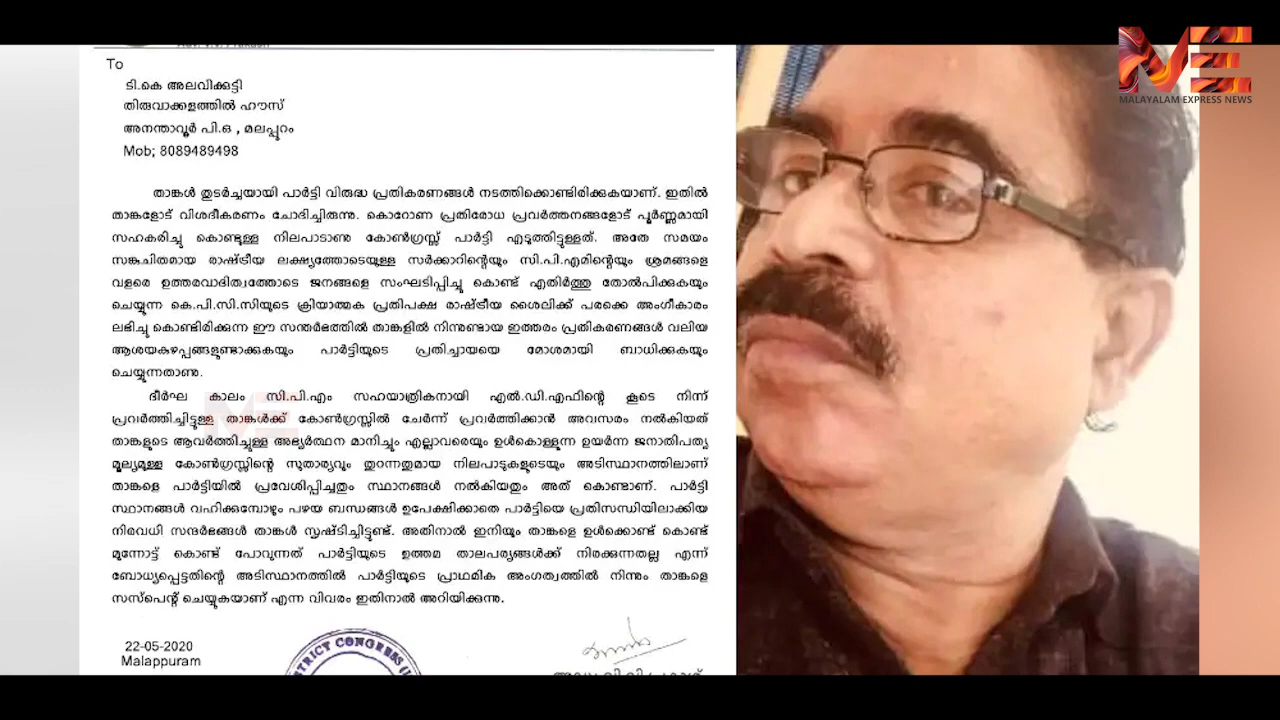 To
ടി.കെ അലവിക്കുട്ടി
തിരുവാക്കളത്തിൽ ഹൗസ്
അനന്താവൂർ പി.ഒ , മലപ്പുറം
Mob; 8089489498
താങ്കൾ തുടർച്ചയായി പാർട്ടി വിരുദ്ധ പ്രതികരണങ്ങൾ നടത്തിക്കൊണ്ടിരിക്കുകയാണ്. ഇതിൽ
താങ്കളോട് വിശദീകരണം ചോദിച്ചിരുന്നു. കൊറോണ പ്രതിരോധ പ്രവർത്തനങ്ങളോട് പൂർണ്ണമായി
സഹകരിച്ചു കൊണ്ടുള്ള നിലപാടാണു കോൺഗ്രസ്സ് പാർട്ടി എടുത്തിട്ടുള്ളത്. അതേ സമയം
സങ്കുചിതമായ രാഷ്ട്രീയ ലക്ഷ്യത്തോടെയുള്ള സർക്കാറിന്റെയും സി.പി.എമിന്റെയും ശ്രമങ്ങളെ
വളരെ ഉത്തരവാദിത്വത്തോടെ ജനങ്ങളെ സംഘടിപ്പിച്ചു കൊണ്ട് എതിർത്തു തോൽപിക്കുകയും
ചെയ്യുന്ന കെ.പി.സി.സിയുടെ ക്രിയാത്മക പ്രതിപക്ഷ രാഷ്ട്രീയ ശൈലിക്ക് പരക്കെ അംഗീകാരം
ലഭിച്ചു കൊണ്ടിരിക്കുന്ന ഈ സന്ദർഭത്തിൽ താങ്കളിൽ നിന്നുണ്ടായ ഇത്തരം പ്രതികരണങ്ങൾ വലിയ
ആശയകുഴപ്പങ്ങളുണ്ടാക്കുകയും പാർട്ടിയുടെ പ്രതിച്ചായയെ മോശമായി ബാധിക്കുകയും
ചെയ്യുന്നതാണു.
ദീർഘ കാലം സി.പി.എം സഹയാത്രികനായി എൽ.ഡി.എഫിന്റെ കൂടെ നിന്ന്
പ്രവർത്തിച്ചിട്ടുള്ള താങ്കൾക്ക് കോൺഗ്രസ്സിൽ ചേർന്ന് പ്രവർത്തിക്കാൻ അവസരം നൽകിയത്
താങ്കളുടെ ആവർത്തിച്ചുള്ള അഭ്യർത്ഥന മാനിച്ചും എല്ലാവരെയും ഉൾകൊള്ളുന്ന ഉയർന്ന ജനാതിപത്യ
മൂല്യമുള്ള കോൺഗ്രസ്സിന്റെ സുതാര്യവും തുറന്നതുമായ നിലപാടുകളുടെയും അടിസ്ഥാനത്തിലാണ്
താങ്കളെ പാർട്ടിയിൽ പ്രവേശിപ്പിച്ചതും സ്ഥാനങ്ങൾ നൽകിയതും അത് കൊണ്ടാണ്. പാർട്ടി
സ്ഥാനങ്ങൾ വഹിക്കുമ്പോഴും പഴയ ബന്ധങ്ങൾ ഉപേക്ഷിക്കാതെ പാർട്ടിയെ പ്രതിസന്ധിയിലാക്കിയ
നിരവധി സന്ദർഭങ്ങൾ താങ്കൾ സൃഷ്ടിച്ചിട്ടുണ്ട്. അതിനാൽ ഇനിയും താങ്കളെ ഉൾക്കൊണ്ട് കൊണ്ട്
മുന്നോട്ട് കൊണ്ട് പോവുന്നത് പാർട്ടിയുടെ ഉത്തമ താലപര്യങ്ങൾക്ക് നിരക്കുന്നതല്ല എന്ന്
ബോധ്യപ്പെട്ടതിന്റെ അടിസ്ഥാനത്തിൽ പാർട്ടിയുടെ പ്രാഥമിക അംഗത്വത്തിൽ നിന്നും താങ്കളെ
സസ്പെന്റ് ചെയ്യുകയാണ് എന്ന വിവരം ഇതിനാൽ അറിയിക്കുന്നു.
22-05-2020
Malappuram
CONGRESS
ME
MALAYALAM EXPRESS NEWS